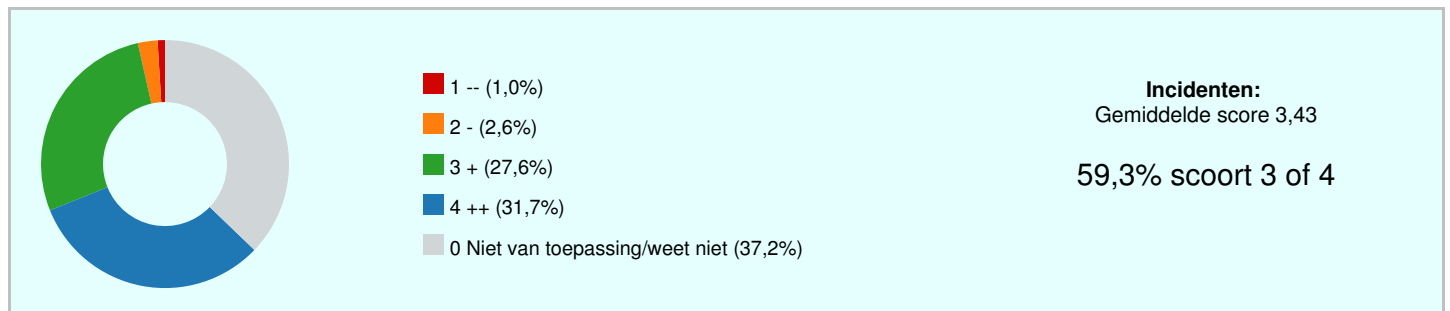 1 -- (1,0%)
2 - (2,6%)
3 + (27,6%)
4 ++ (31,7%)
0 Niet van toepassing/weet niet (37,2%)
Incidenten:
Gemiddelde score 3,43
59,3% scoort 3 of 4